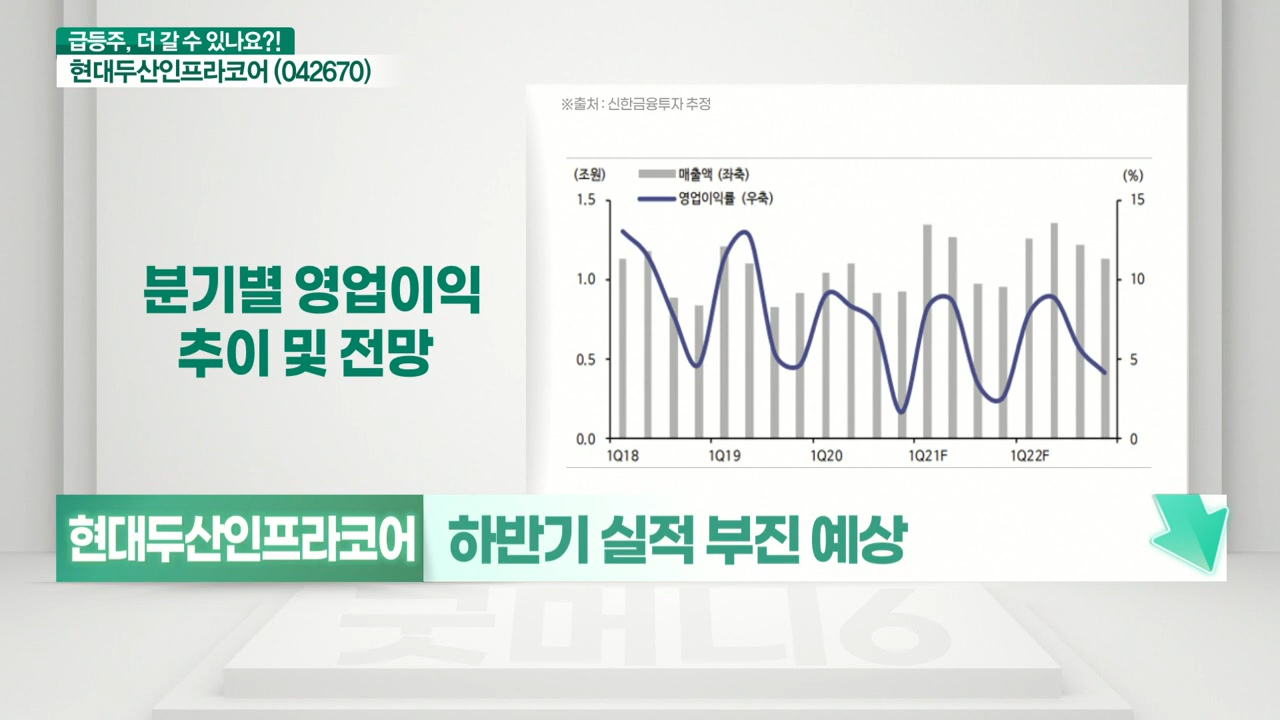 급등주, 더 갈 수 있나요?!
현대두산인프라코어 (042670)
※출처 : 신한금융투자 추정
(조원)
매출액 (좌축)
(%)
영업이익률 (우축)
1.5
15
1.0
10
0.5
5
0.0
0
1Q18
1Q19
1Q20
1Q21F
1Q22F
분기별 영업이익
추이 및 전망
현대두산인프라코어
하반기 실적 부진 예상
굿머니6